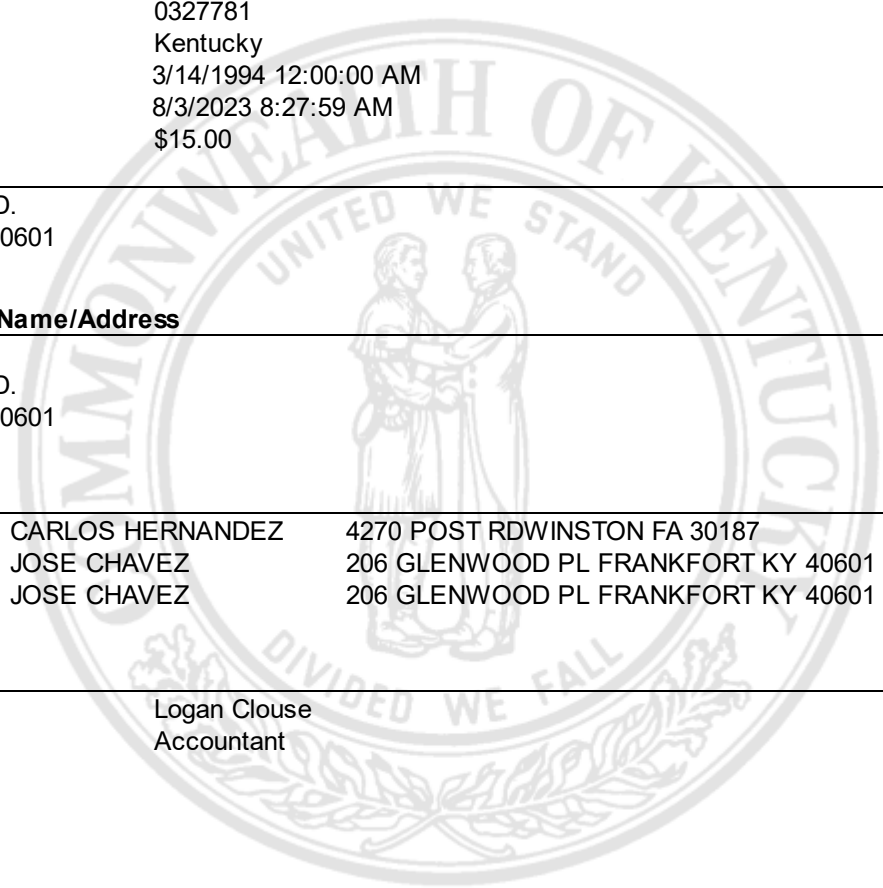 0327781
Kentucky
3/14/1994 12:00:00 AM
8/3/2023 8:27:59 AM
$15.00
COMMONWEALTH OF KENTUCKY
UNITED WE STAND
D.
0601
Name/Address
D.
0601
CARLOS HERNANDEZ 4270 POST RDWINSTON FA 30187
JOSE CHAVEZ 206 GLENWOOD PL FRANKFORT KY 40601
JOSE CHAVEZ 206 GLENWOOD PL FRANKFORT KY 40601
DIVIDED WE FALL
Logan Clouse
Accountant